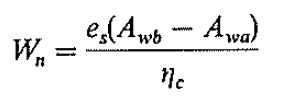 $W_n = \frac{e_s(A_{wb} - A_{wa})}{\eta_c}$